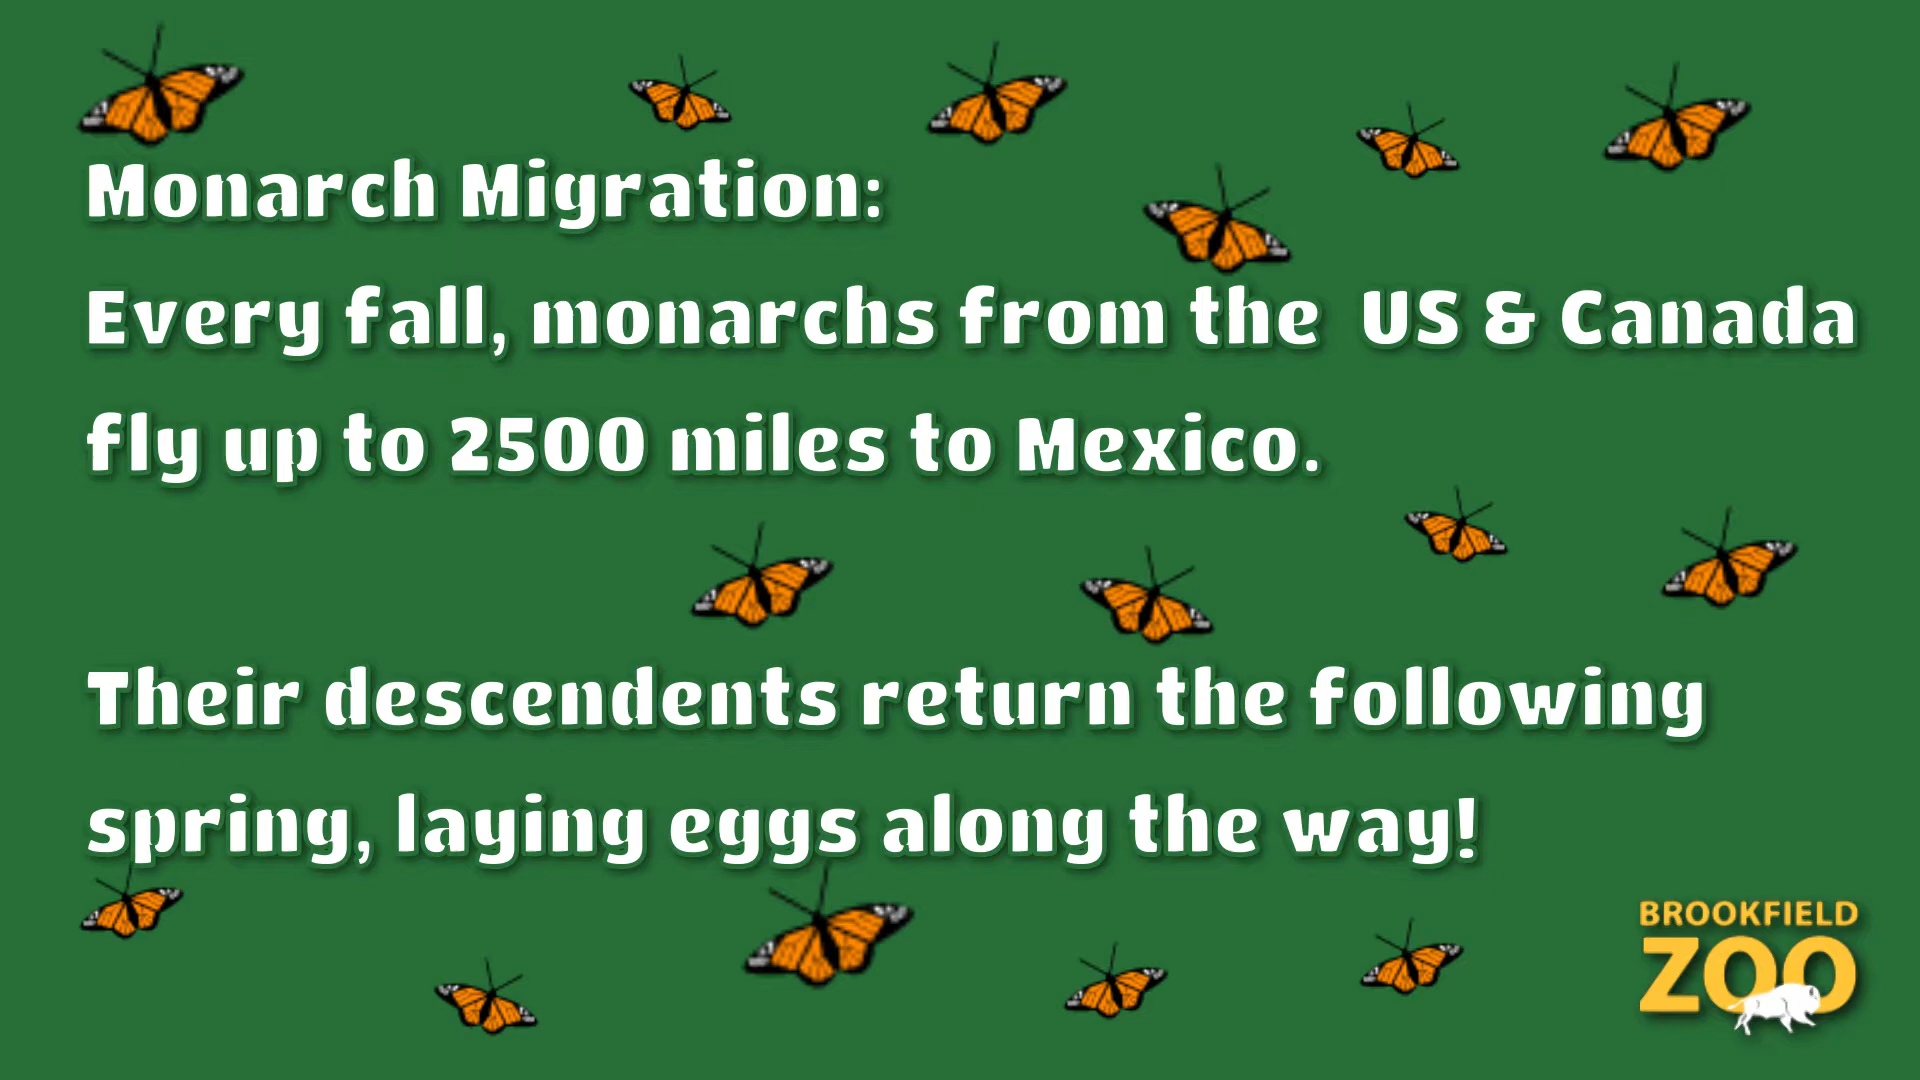 Monarch Migration:
Every fall, monarchs from the US & Canada
fly up to 2500 miles to Mexico.
Their descendents return the following
spring, laying eggs along the way!
BROOKFIELD
ZOO